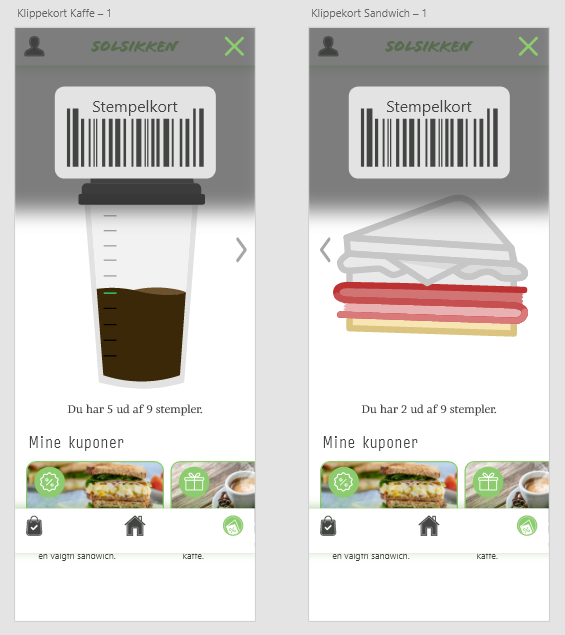 Klippekort Kaffe – 1
SOLSIKKEN
Stempelkort
Du har 5 ud af 9 stempler.
Mine kuponer
en valgfri sandwich.
kaffe.
Klippekort Sandwich – 1
SOLSIKKEN
Stempelkort
Du har 2 ud af 9 stempler.
Mine kuponer
en valgfri sandwich.
kaffe.